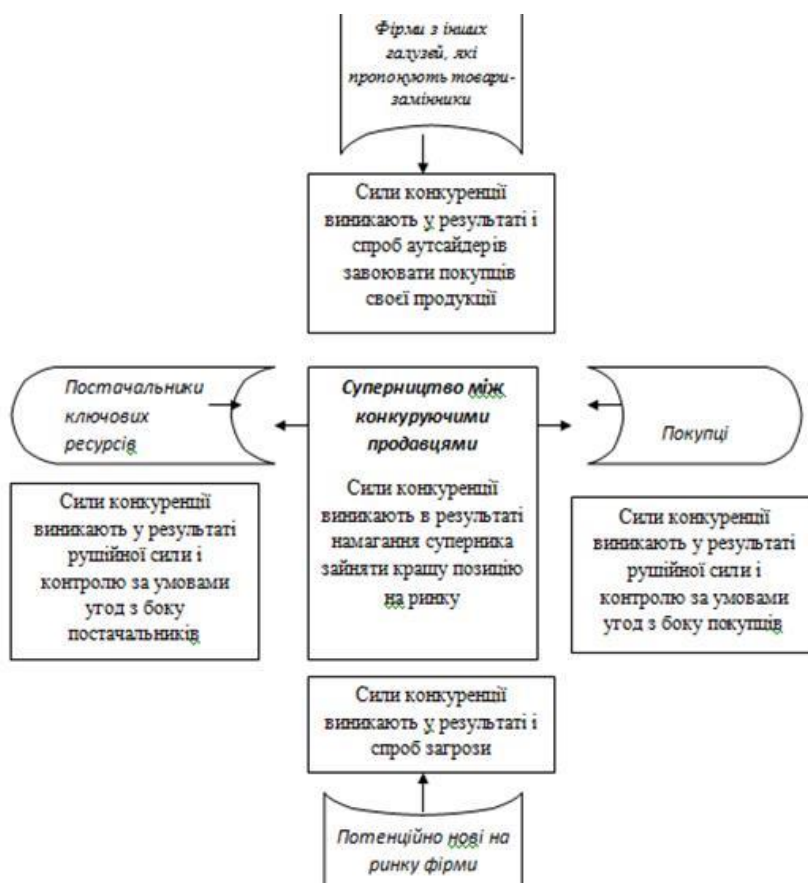 Фірми з інших
галузей, які
пропонують товари-
замінники
Сили конкуренції
виникають у результаті і
спроб аутсайдерів
завоювати покупців
своєї продукції
Постачальники
ключових
ресурсів
Суперництво між
конкуруючими
продавцями
Сили конкуренції
виникають в результаті
намагання суперника
зайняти кращу позицію
на ринку
Покупці
Сили конкуренції
виникають у результаті
рушійної сили і
контролю за умовами
угод з боку
постачальників
Сили конкуренції
виникають у результаті
рушійної сили і
контролю за умовами
угод з боку покупців
Сили конкуренції
виникають у результаті і
спроб загрози
Потенційно нові на
ринку фірми